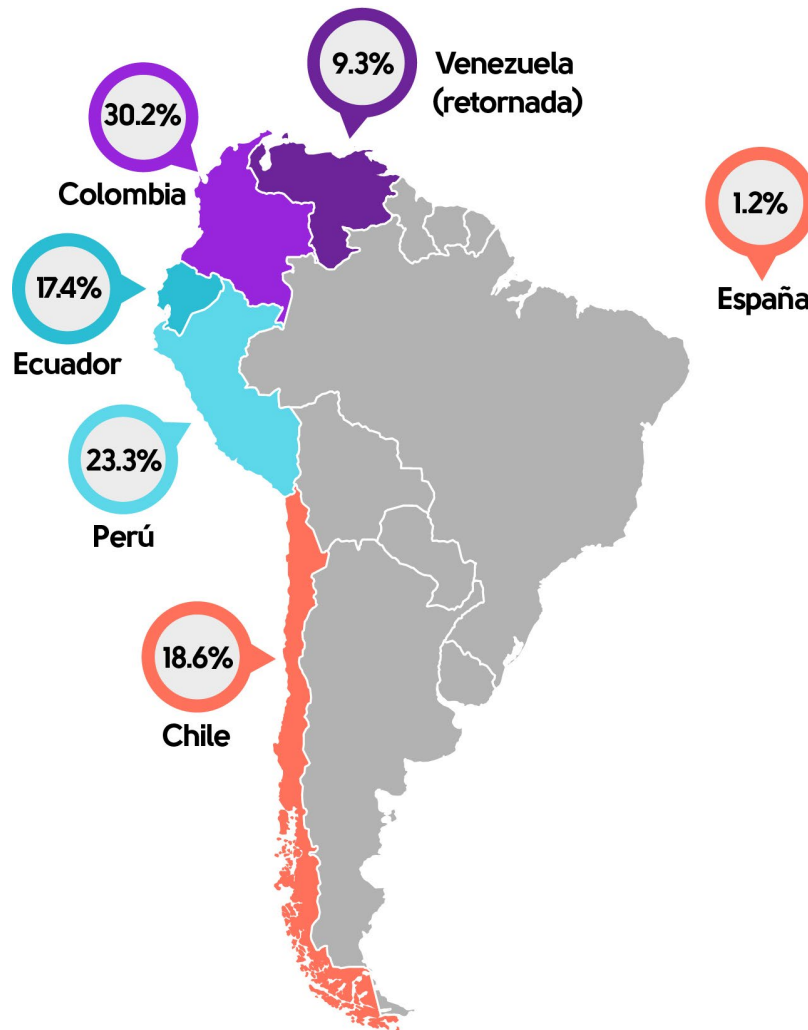 9.3%
Venezuela
(retornada)
30.2%
Colombia
1.2%
España
17.4%
Ecuador
23.3%
Perú
18.6%
Chile